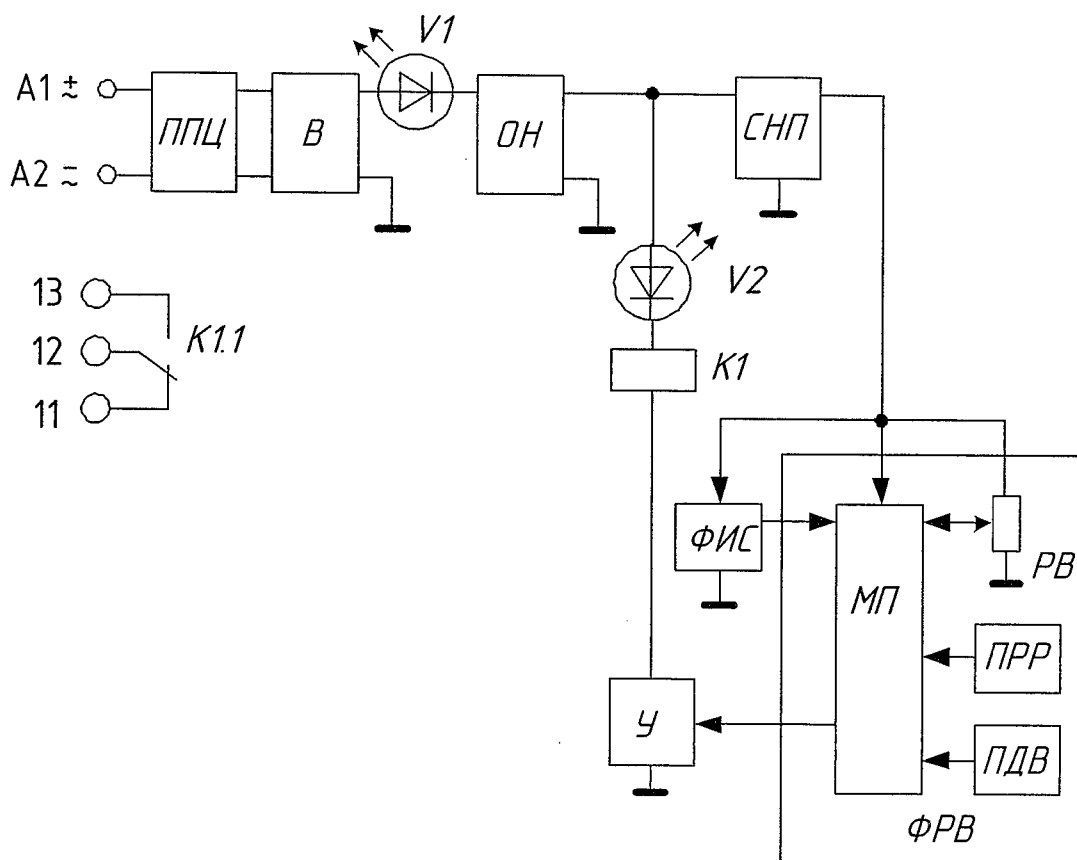 V1
A1 ±
~
ППЦ
В
ОН
СНП
A2 =
~
V2
13
12
11
K1.1
K1
ФИС
МП
РВ
ПРР
У
ПДВ
ФРВ